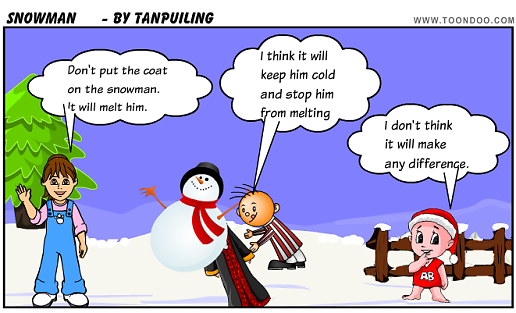 SNOWMAN - BY TANPUILING
WWW.TOONDOO.COM
Don't put the coat
on the snowman.
It will melt him.
I think it will
keep him cold
and stop him
from melting
I don't think
it will make
any difference.
AB